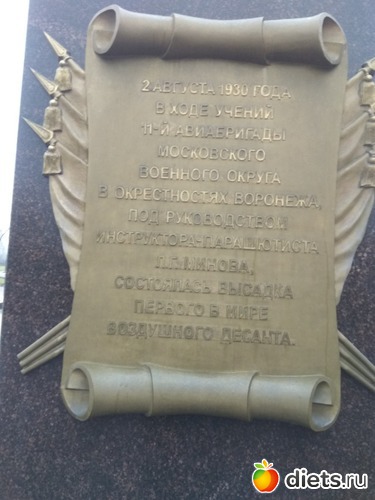 2 АВГУСТА 1930 ГОДА
В ХОДЕ УЧЕНИЙ
11-Й АВИАБРИГАДЫ
МОСКОВСКОГО
ВОЕННОГО ОКРУГА
В ОКРЕСТНОСТЯХ ВОРОНЕЖА,
ПОД РУКОВОДСТВОМ
ИНСТРУКТОРА-ПАРАШЮТИСТА
Л.Г.МИНОВА,
СОСТОЯЛАСЬ ВЫСАДКА
ПЕРВОГО В МИРЕ
ВОЗДУШНОГО ДЕСАНТА.
diets.ru